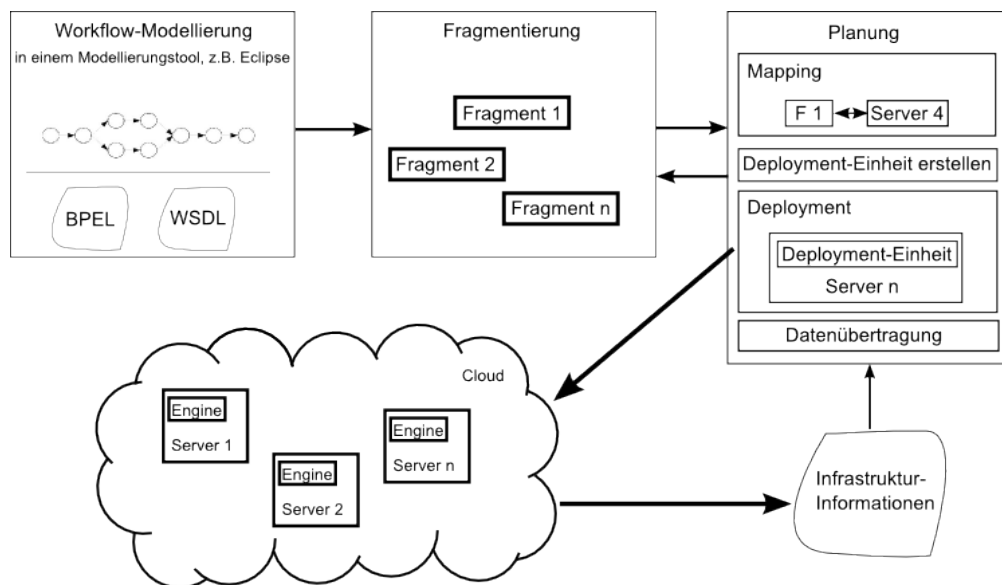 Workflow-Modellierung
in einem Modellierungstool, z.B. Eclipse
BPEL
WSDL
Fragmentierung
Fragment 1
Fragment 2
Fragment n
Planung
Mapping
F 1
Server 4
Deployment-Einheit erstellen
Deployment
Deployment-Einheit
Server n
Datenübertragung
Cloud
Engine
Server 1
Engine
Server 2
Engine
Server n
Infrastruktur-
Informationen